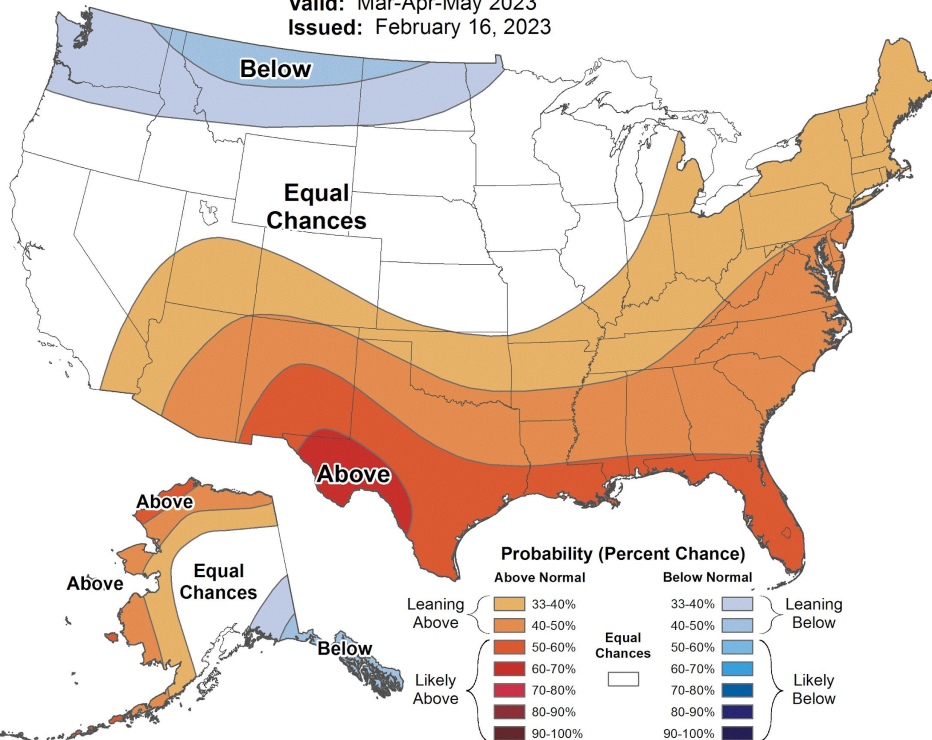 Valid: Mar-Apr-May 2023
Issued: February 16, 2023
Below
Equal
Chances
Above
Above
Above
Equal
Chances
Below
Probability (Percent Chance)
Above Normal
Below Normal
Leaning
Above
33-40%
40-50%
Likely
Above
50-60%
60-70%
70-80%
80-90%
90-100%
Equal
Chances
33-40%
40-50%
Leaning
Below
50-60%
60-70%
70-80%
80-90%
90-100%
Likely
Below